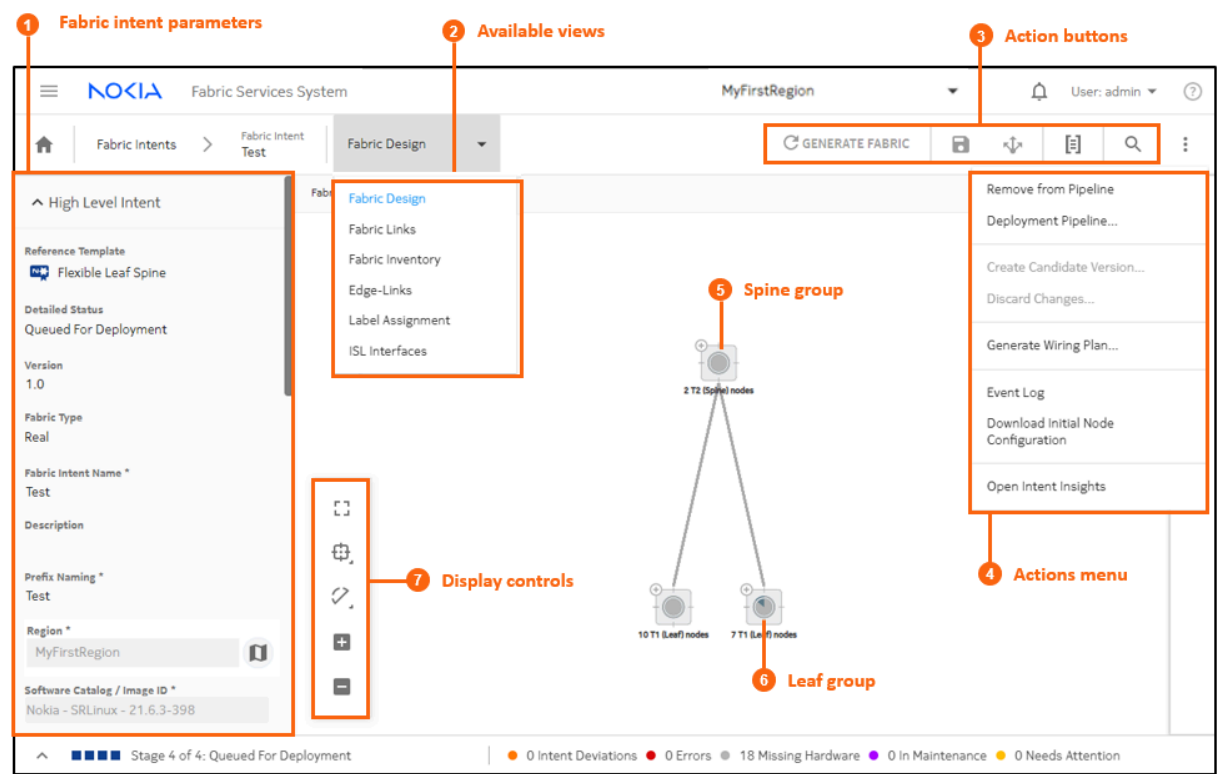 1 Fabric intent parameters
2 Available views
3 Action buttons
NOKIA Fabric Services System
MyFirstRegion
User: admin
?
Fabric Intents
Fabric Intent
Test
Fabric Design
GENERATE FABRIC
High Level Intent
Reference Template
Flexible Leaf Spine
Detailed Status
Queued For Deployment
Version
1.0
Fabric Type
Real
Fabric Intent Name *
Test
Description
Prefix Naming *
Test
Region *
MyFirstRegion
Software Catalog / Image ID *
Nokia - SRLinux - 21.6.3-398
Fabr
Fabric Design
Fabric Links
Fabric Inventory
Edge-Links
Label Assignment
ISL Interfaces
Remove from Pipeline
Deployment Pipeline...
Create Candidate Version...
Discard Changes...
Generate Wiring Plan...
Event Log
Download Initial Node
Configuration
Open Intent Insights
4 Actions menu
5 Spine group
2 T2 (Spine) nodes
7 Display controls
10 T1 (Leaf) nodes
7 T1 (Leaf) nodes
6 Leaf group
Stage 4 of 4: Queued For Deployment
0 Intent Deviations 0 Errors 18 Missing Hardware 0 In Maintenance 0 Needs Attention